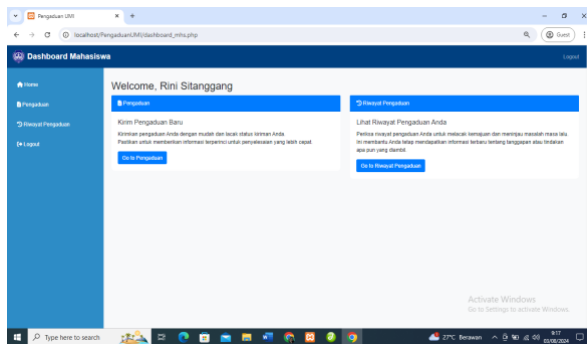 Pengaduan UMI
localhost/PengaduanUMI/dashboard_mhs.php
Guest
Dashboard Mahasiswa
Logout
Home
Pengaduan
Riwayat Pengaduan
Logout
Welcome, Rini Sitanggang
Pengaduan
Kirim Pengaduan Baru
Kirimkan pengaduan Anda dengan mudah dan lacak status kiriman Anda.
Pastikan untuk memberikan informasi terperinci untuk penyelesaian yang lebih cepat.
Go to Pengaduan
Riwayat Pengaduan
Lihat Riwayat Pengaduan Anda
Periksa riwayat pengaduan Anda untuk melacak kemajuan dan meninjau masalah masa lalu
Ini membantu Anda tetap mendapatkan informasi terbaru tentang tanggapan atau tindakan
apa pun yang diambil.
Go to Riwayat Pengaduan
Activate Windows
Go to Settings to activate Windows.
Type here to search
27°C Berawan
9:17
03/08/2024